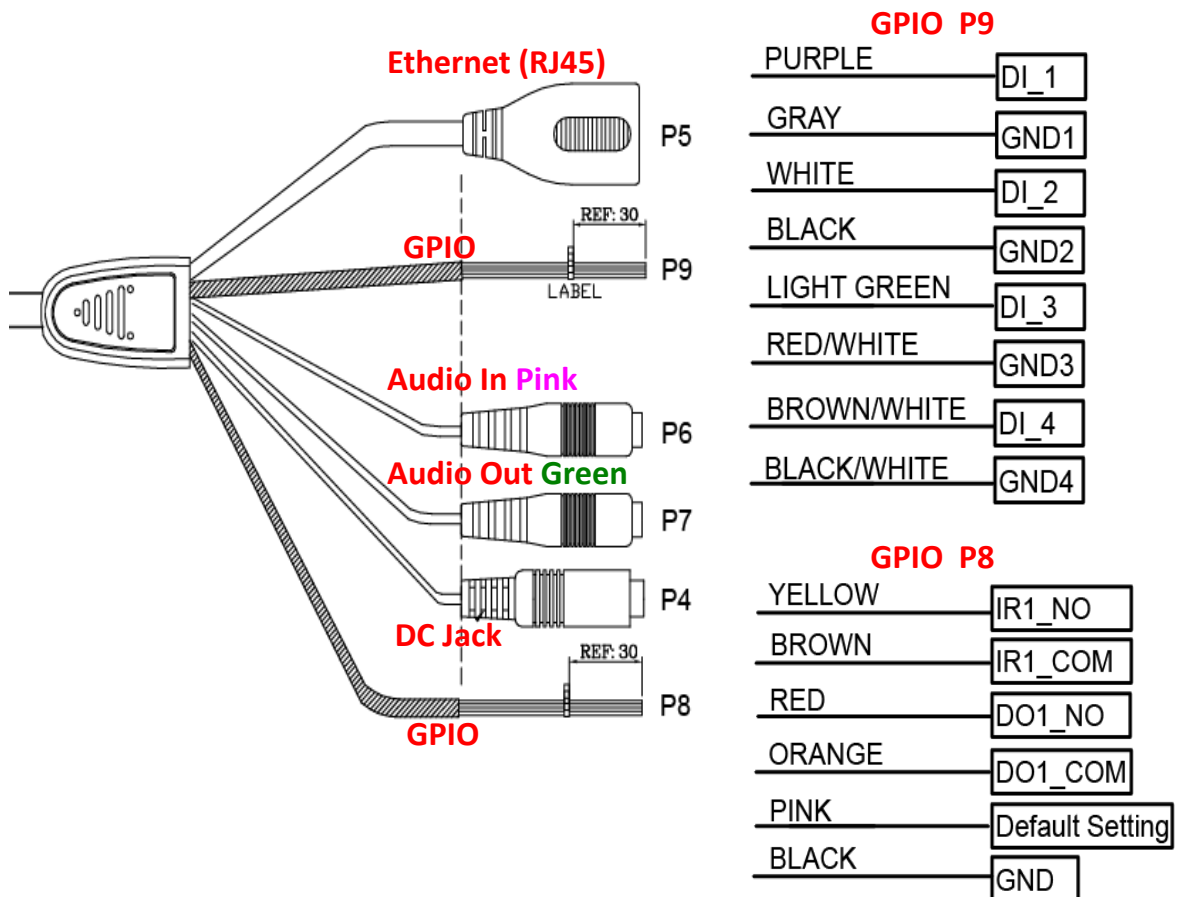 Ethernet (RJ45)
P5
REF: 30
GPIO
P9
LABEL
Audio In Pink
P6
Audio Out Green
P7
P4
DC Jack
REF: 30
P8
GPIO
GPIO P9
PURPLE
DI_1
GRAY
GND1
WHITE
DI_2
BLACK
GND2
LIGHT GREEN
DI_3
RED/WHITE
GND3
BROWN/WHITE
DI_4
BLACK/WHITE
GND4
GPIO P8
YELLOW
IR1_NO
BROWN
IR1_COM
RED
DO1_NO
ORANGE
DO1_COM
PINK
Default Setting
BLACK
GND